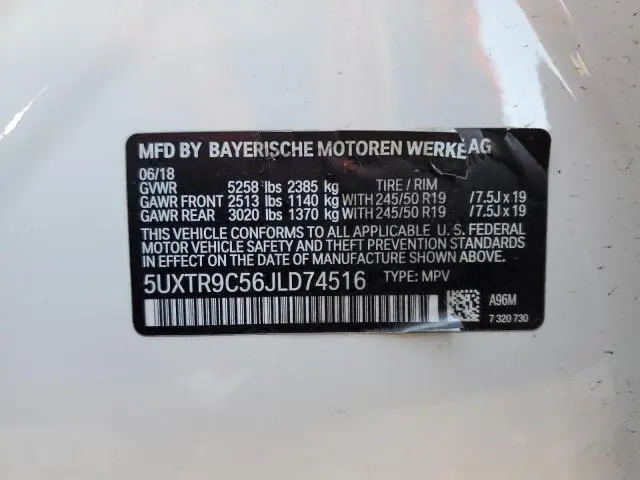 MFD BY BAYERISCHE MOTOREN WERKE AG
06/18
GVWR 5258 lbs 2385 kg TIRE / RIM
GAWR FRONT 2513 lbs 1140 kg WITH 245/50 R19 /7.5J x 19
GAWR REAR 3020 lbs 1370 kg WITH 245/50 R19 /7.5J x 19
THIS VEHICLE CONFORMS TO ALL APPLICABLE U. S. FEDERAL
MOTOR VEHICLE SAFETY AND THEFT PREVENTION STANDARDS
IN EFFECT ON THE DATE OF MANUFACTURE SHOWN ABOVE.
5UXTR9C56JLD74516 TYPE: MPV
A96M
7 320 730